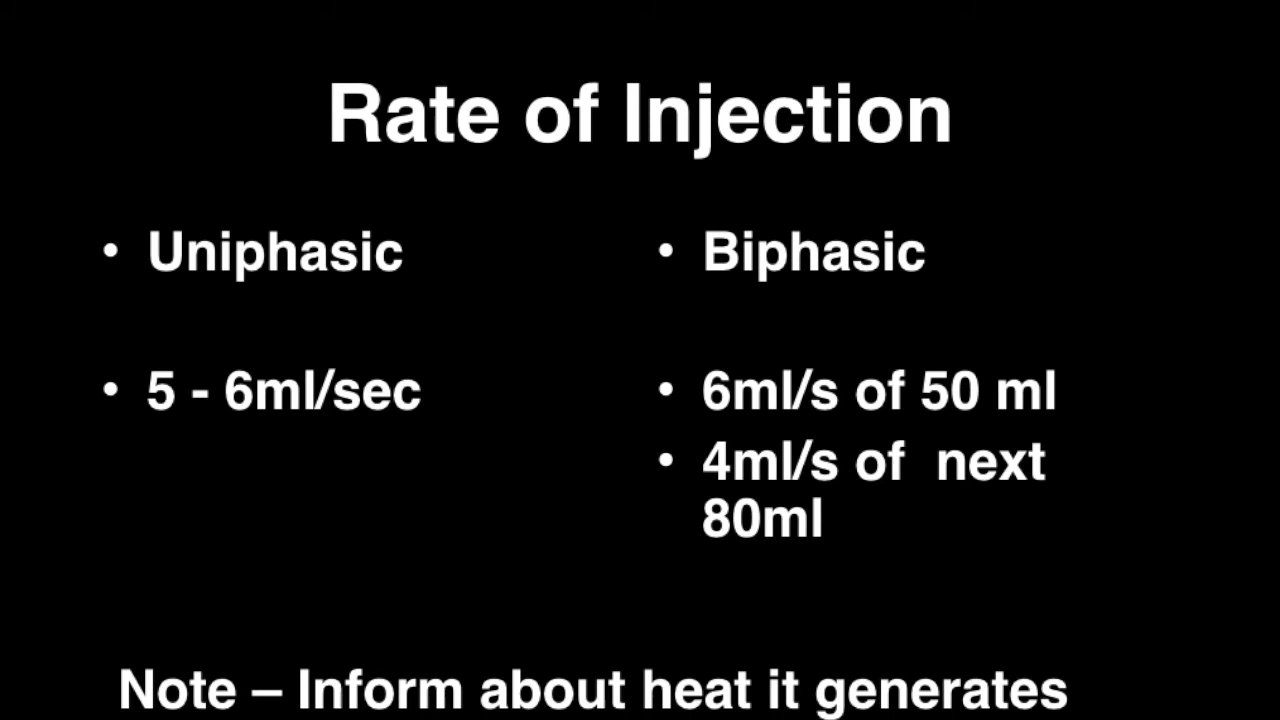 Rate of Injection
• Uniphasic
• 5 - 6ml/sec
• Biphasic
• 6ml/s of 50 ml
• 4ml/s of  next
80ml
Note – Inform about heat it generates